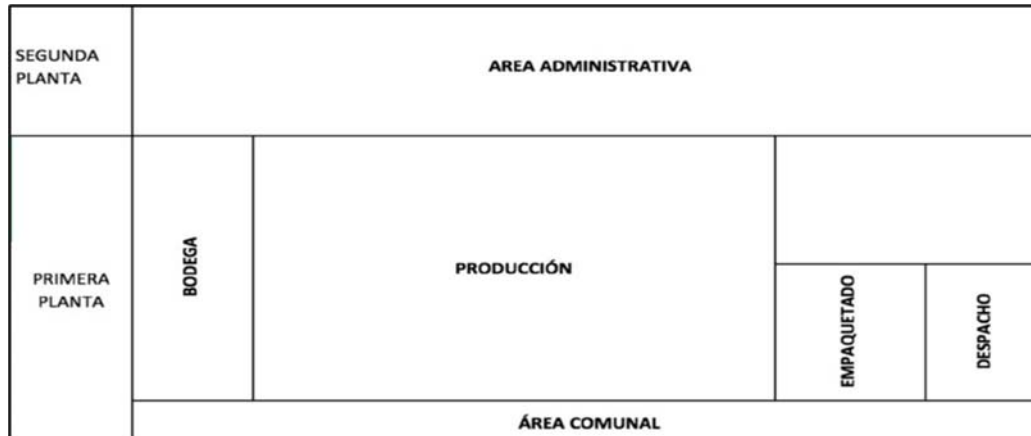 SEGUNDA
PLANTA
AREA ADMINISTRATIVA
PRIMERA
PLANTA
BODEGA
PRODUCCIÓN
EMPAQUETADO
DESPACHO
ÁREA COMUNAL